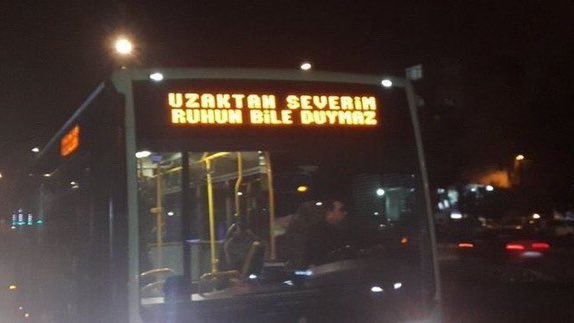 UZAKTAN SEVERİM
RUHUN BİLE DUYMAZ